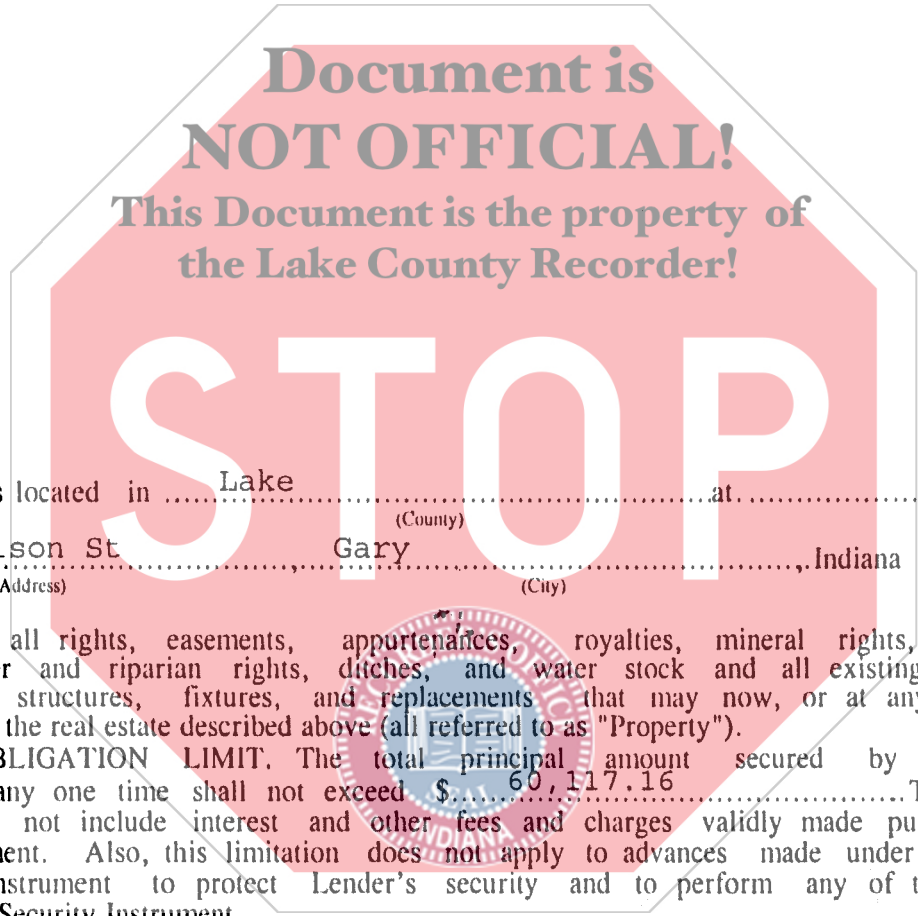 Document is
NOT OFFICIAL!
This Document is the property of
the Lake County Recorder!
STOP
located in ..... Lake ..... at .....
(County)
son St ....., Gary ....., Indiana
Address) (City)
all rights, easements, appurtenances, royalties, mineral rights,
and riparian rights, ditches, and water stock and all existing
structures, fixtures, and replacements that may now, or at any
the real estate described above (all referred to as "Property").
BLIGATION LIMIT. The total principal amount secured by
any one time shall not exceed $..... 60,117.16 .....
not include interest and other fees and charges validly made pu
ent. Also, this limitation does not apply to advances made under
nstrument to protect Lender's security and to perform any of t
Security Instrument.
SEAL
INDIANA